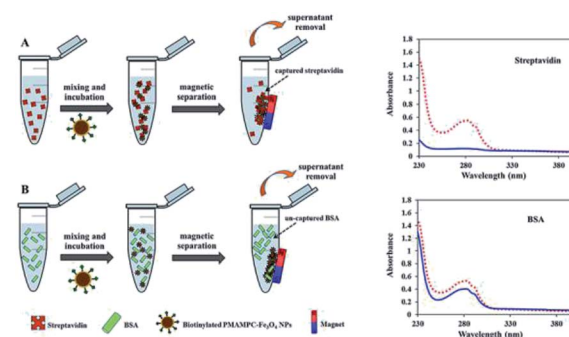 A
supernatant
removal
captured streptavidin
mixing and
incubation
magnetic
separation
B
supernatant
removal
un-captured BSA
mixing and
incubation
magnetic
separation
Streptavidin
BSA
Biotinylated PMAMPC-Fe₃O₄ NPs
Magnet
Streptavidin
Absorbance
1.8
1.6
1.4
1.2
1
0.8
0.6
0.4
0.2
0
230 280 330 380
Wavelength (nm)
BSA
Absorbance
1.8
1.6
1.4
1.2
1
0.8
0.6
0.4
0.2
0
230 280 330 380
Wavelength (nm)